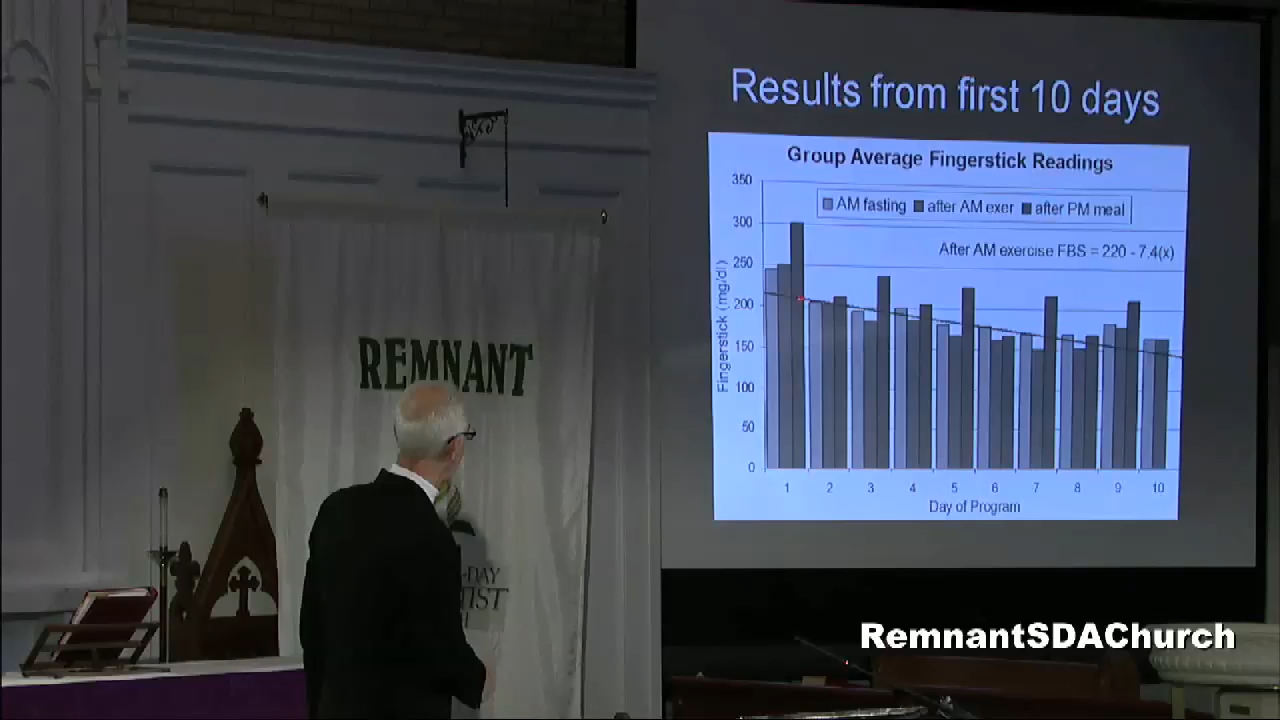 Results from first 10 days
Group Average Fingerstick Readings
AM fasting after AM exer after PM meal
After AM exercise FBS = 220 - 7.4(x)
Fingerstick (mg/dl)
350
300
250
200
150
100
50
0
1 2 3 4 5 6 7 8 9 10
Day of Program
REMNANT
-DAY
TIST
RemnantSDAChurch